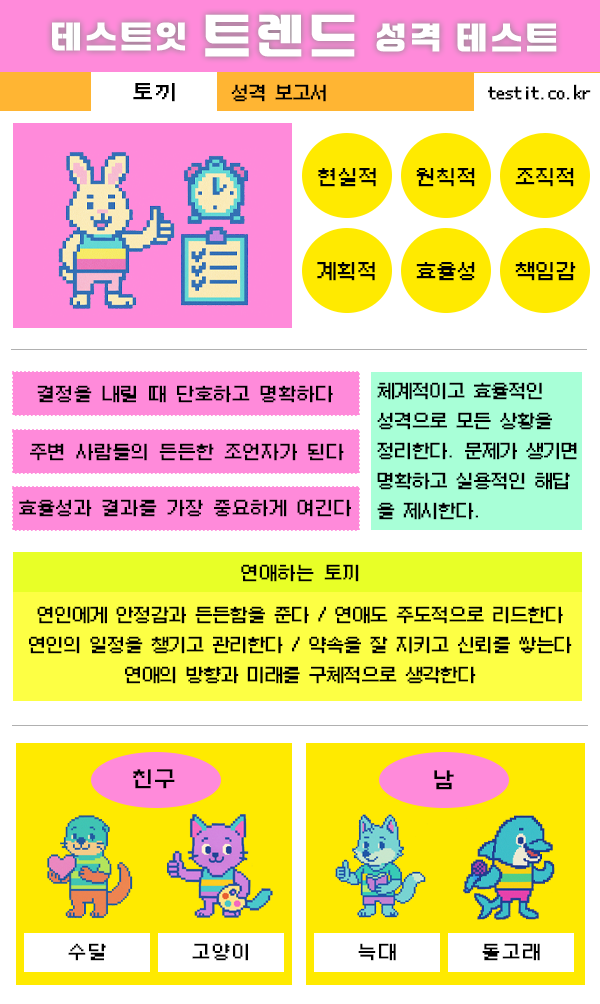 테스트잇 트렌드 성격 테스트
토끼 성격 보고서 testit.co.kr
현실적 원칙적 조직적
계획적 효율성 책임감
결정을 내릴 때 단호하고 명확하다
주변 사람들의 든든한 조언자가 된다
효율성과 결과를 가장 중요하게 여긴다
체계적이고 효율적인
성격으로 모든 상황을
정리한다. 문제가 생기면
명확하고 실용적인 해답
을 제시한다.
연애하는 토끼
연인에게 안정감과 든든함을 준다 / 연애도 주도적으로 리드한다
연인의 일정을 챙기고 관리한다 / 약속을 잘 지키고 신뢰를 쌓는다
연애의 방향과 미래를 구체적으로 생각한다
친구
수달 고양이
남
늑대 돌고래